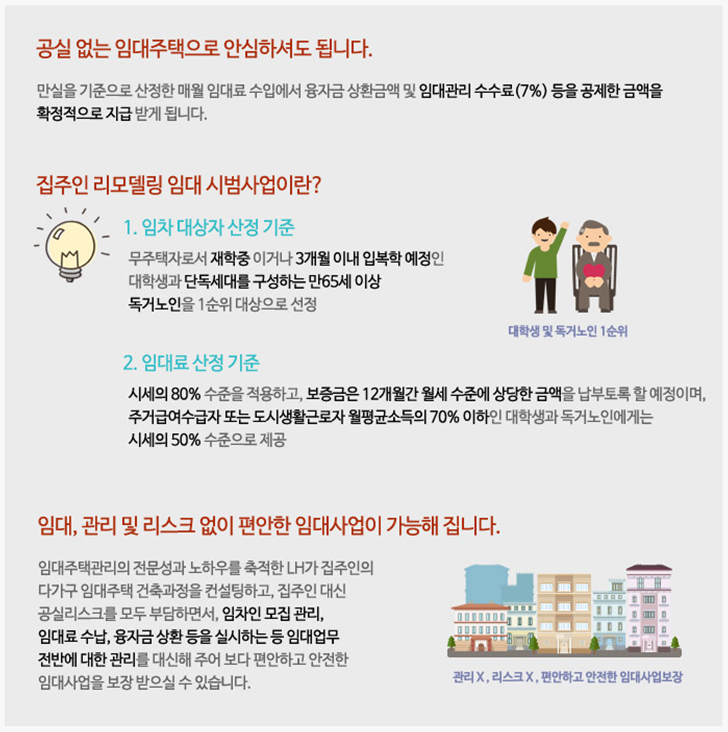 공실 없는 임대주택으로 안심하셔도 됩니다.
만실을 기준으로 산정한 매월 임대료 수입에서 융자금 상환금액 및 임대관리 수수료(7%) 등을 공제한 금액을
확정적으로 지급 받게 됩니다.
집주인 리모델링 임대 시범사업이란?
1. 임차 대상자 산정 기준
무주택자로서 재학중 이거나 3개월 이내 입복학 예정인
대학생과 단독세대를 구성하는 만65세 이상
독거노인을 1순위 대상으로 선정
대학생 및 독거노인 1순위
2. 임대료 산정 기준
시세의 80% 수준을 적용하고, 보증금은 12개월간 월세 수준에 상당한 금액을 납부토록 할 예정이며,
주거급여수급자 또는 도시생활근로자 월평균소득의 70% 이하인 대학생과 독거노인에게는
시세의 50% 수준으로 제공
임대, 관리 및 리스크 없이 편안한 임대사업이 가능해 집니다.
임대주택관리의 전문성과 노하우를 축적한 LH가 집주인의
다가구 임대주택 건축과정을 컨설팅하고, 집주인 대신
공실리스크를 모두 부담하면서, 임차인 모집 관리,
임대료 수납, 융자금 상환 등을 실시하는 등 임대업무
전반에 대한 관리를 대신해 주어 보다 편안하고 안전한
임대사업을 보장 받으실 수 있습니다.
관리 X , 리스크 X , 편안하고 안전한 임대사업보장